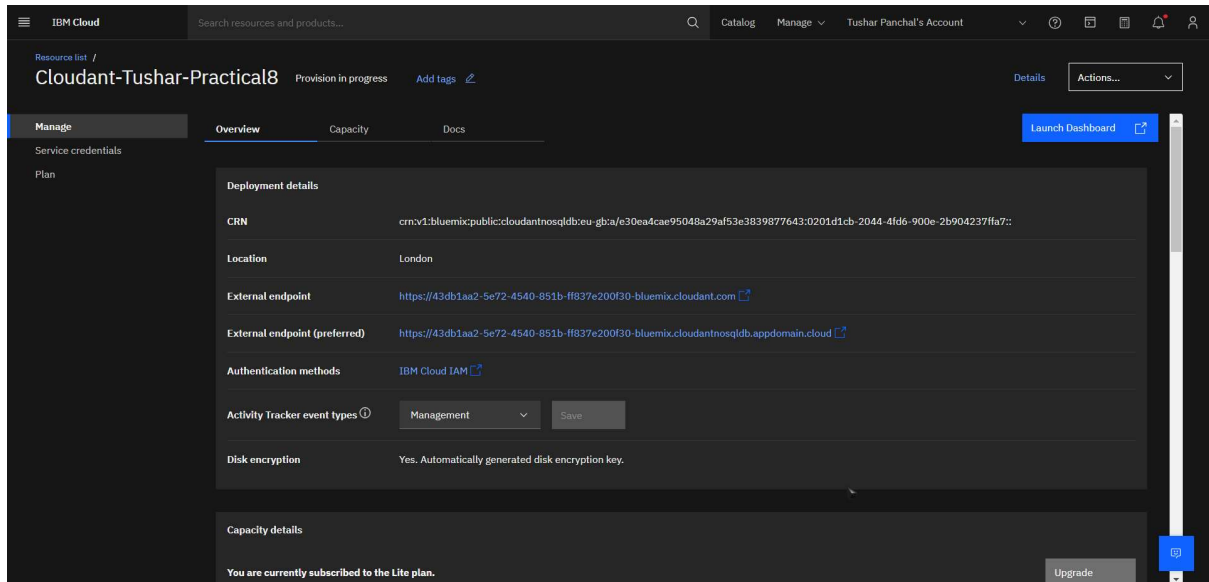 IBM Cloud
Search resources and products...
Catalog
Manage
Tushar Panchal's Account
Resource list /
Cloudant-Tushar-Practical8
Provision in progress
Add tags
Details
Actions...
Manage
Service credentials
Plan
Overview
Capacity
Docs
Launch Dashboard
Deployment details
CRN
crn:v1:bluemix:public:cloudantnosqldb:eu-gb:a/e30ea4cae95048a29af53e3839877643:0201d1cb-2044-4fd6-900e-2b904237ffa7::
Location
London
External endpoint
https://43db1aa2-5e72-4540-851b-ff837e200f30-bluemix.cloudant.com
External endpoint (preferred)
https://43db1aa2-5e72-4540-851b-ff837e200f30-bluemix.cloudantnosqldb.appdomain.cloud
Authentication methods
IBM Cloud IAM
Activity Tracker event types
Management
Save
Disk encryption
Yes. Automatically generated disk encryption key.
Capacity details
You are currently subscribed to the Lite plan.
Upgrade